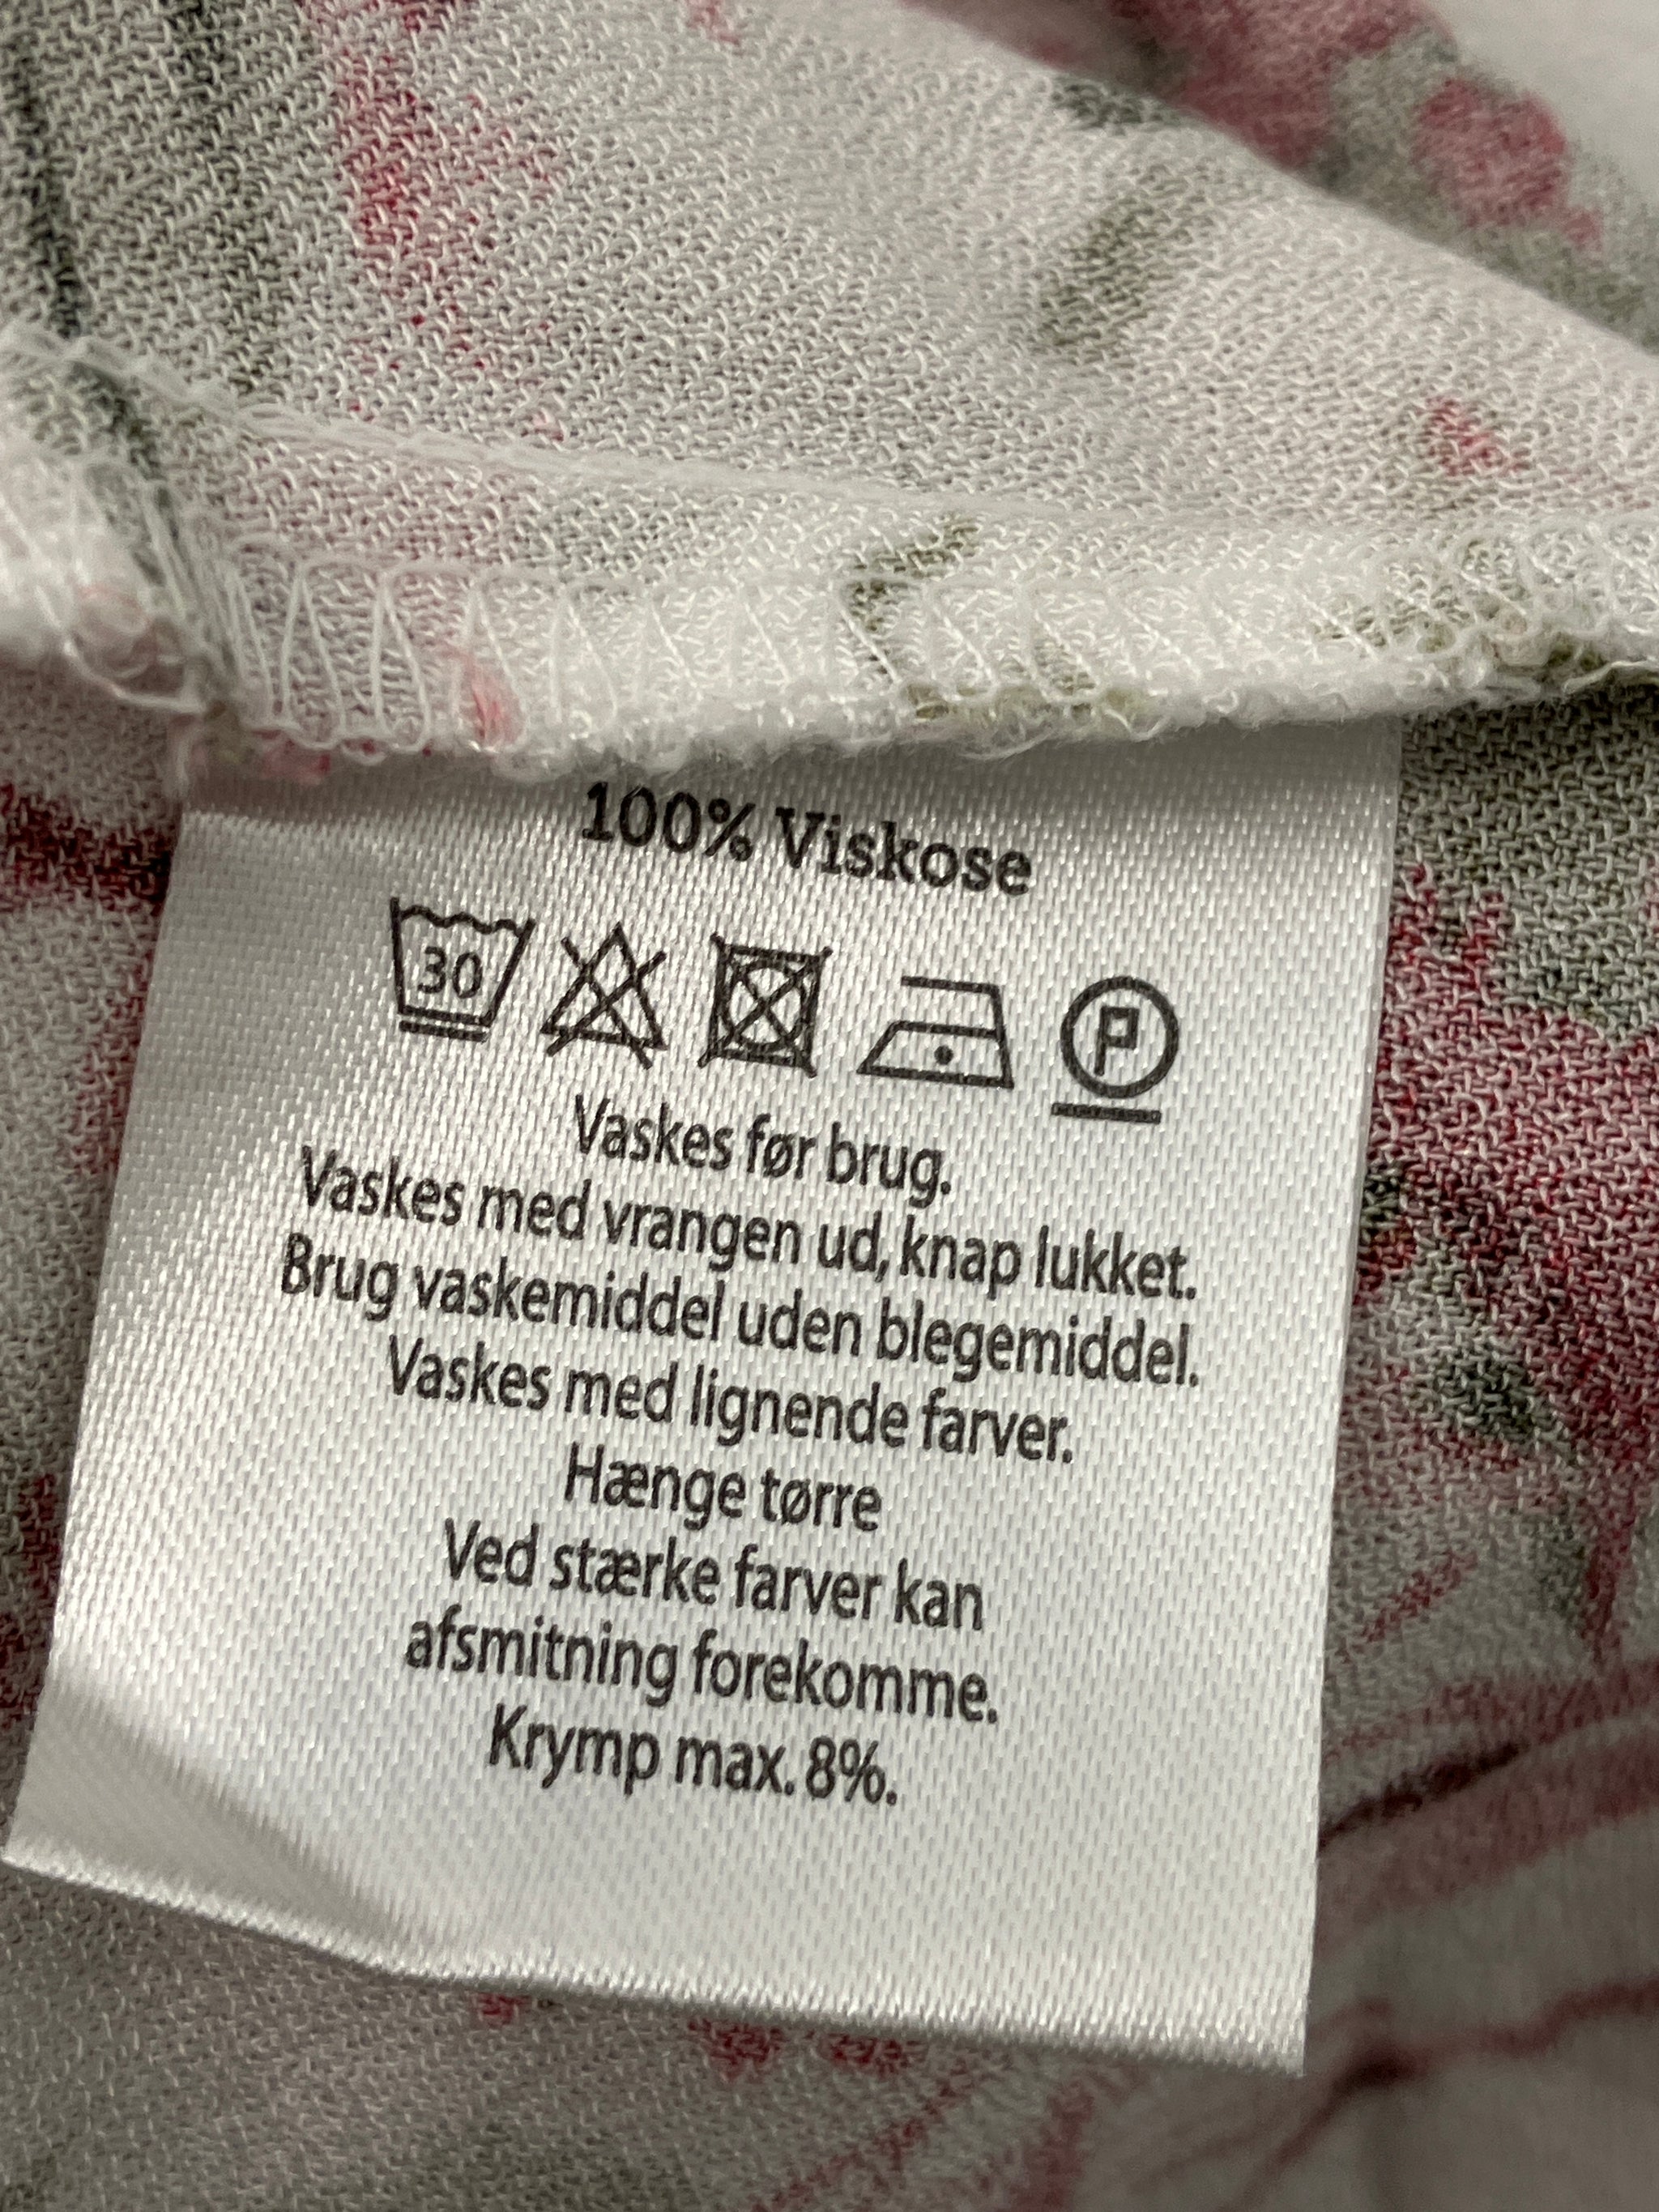 100% Viskose
30 P
Vaskes før brug.
Vaskes med vrangen ud, knap lukket.
Brug vaskemiddel uden blegemiddel.
Vaskes med lignende farver.
Hænge tørre
Ved stærke farver kan
afsmitning forekomme.
Krymp max. 8%.